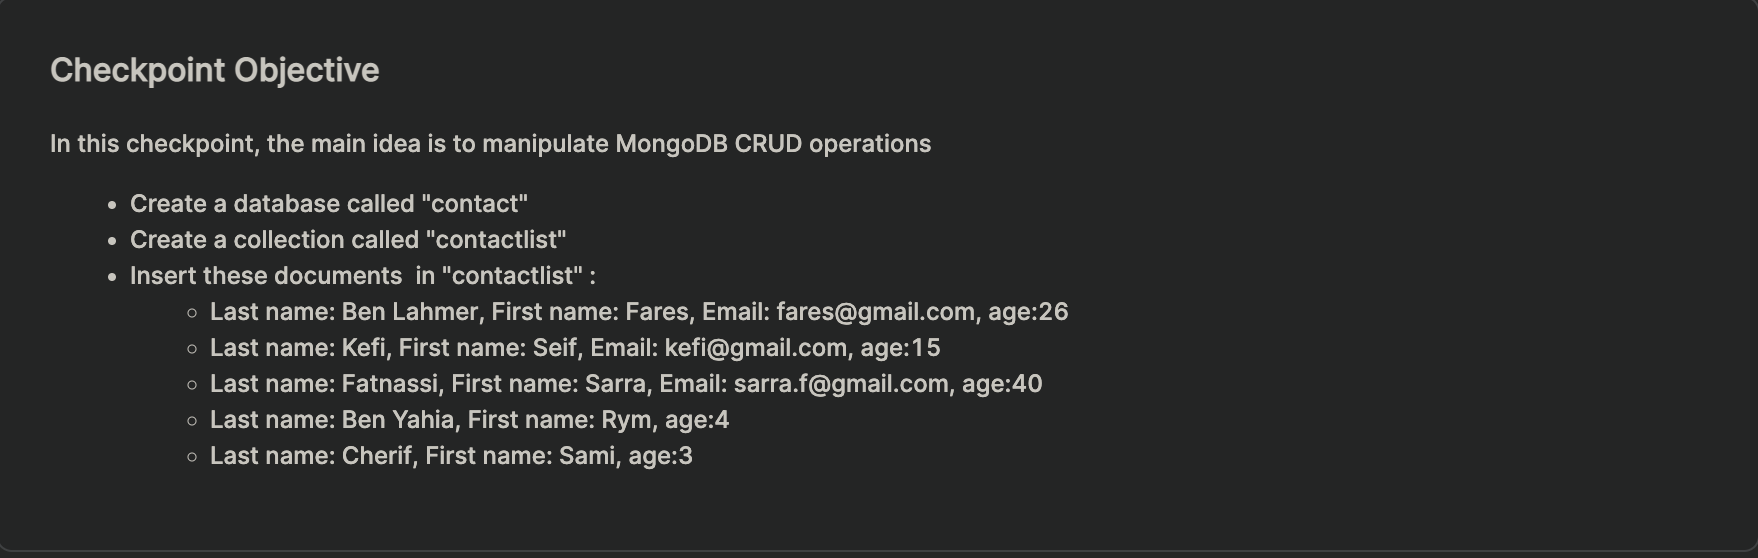 Checkpoint Objective
In this checkpoint, the main idea is to manipulate MongoDB CRUD operations
• Create a database called "contact"
• Create a collection called "contactlist"
• Insert these documents  in "contactlist" :
◦ Last name: Ben Lahmer, First name: Fares, Email: fares@gmail.com, age:26
◦ Last name: Kefi, First name: Seif, Email: kefi@gmail.com, age:15
◦ Last name: Fatnassi, First name: Sarra, Email: sarra.f@gmail.com, age:40
◦ Last name: Ben Yahia, First name: Rym, age:4
◦ Last name: Cherif, First name: Sami, age:3